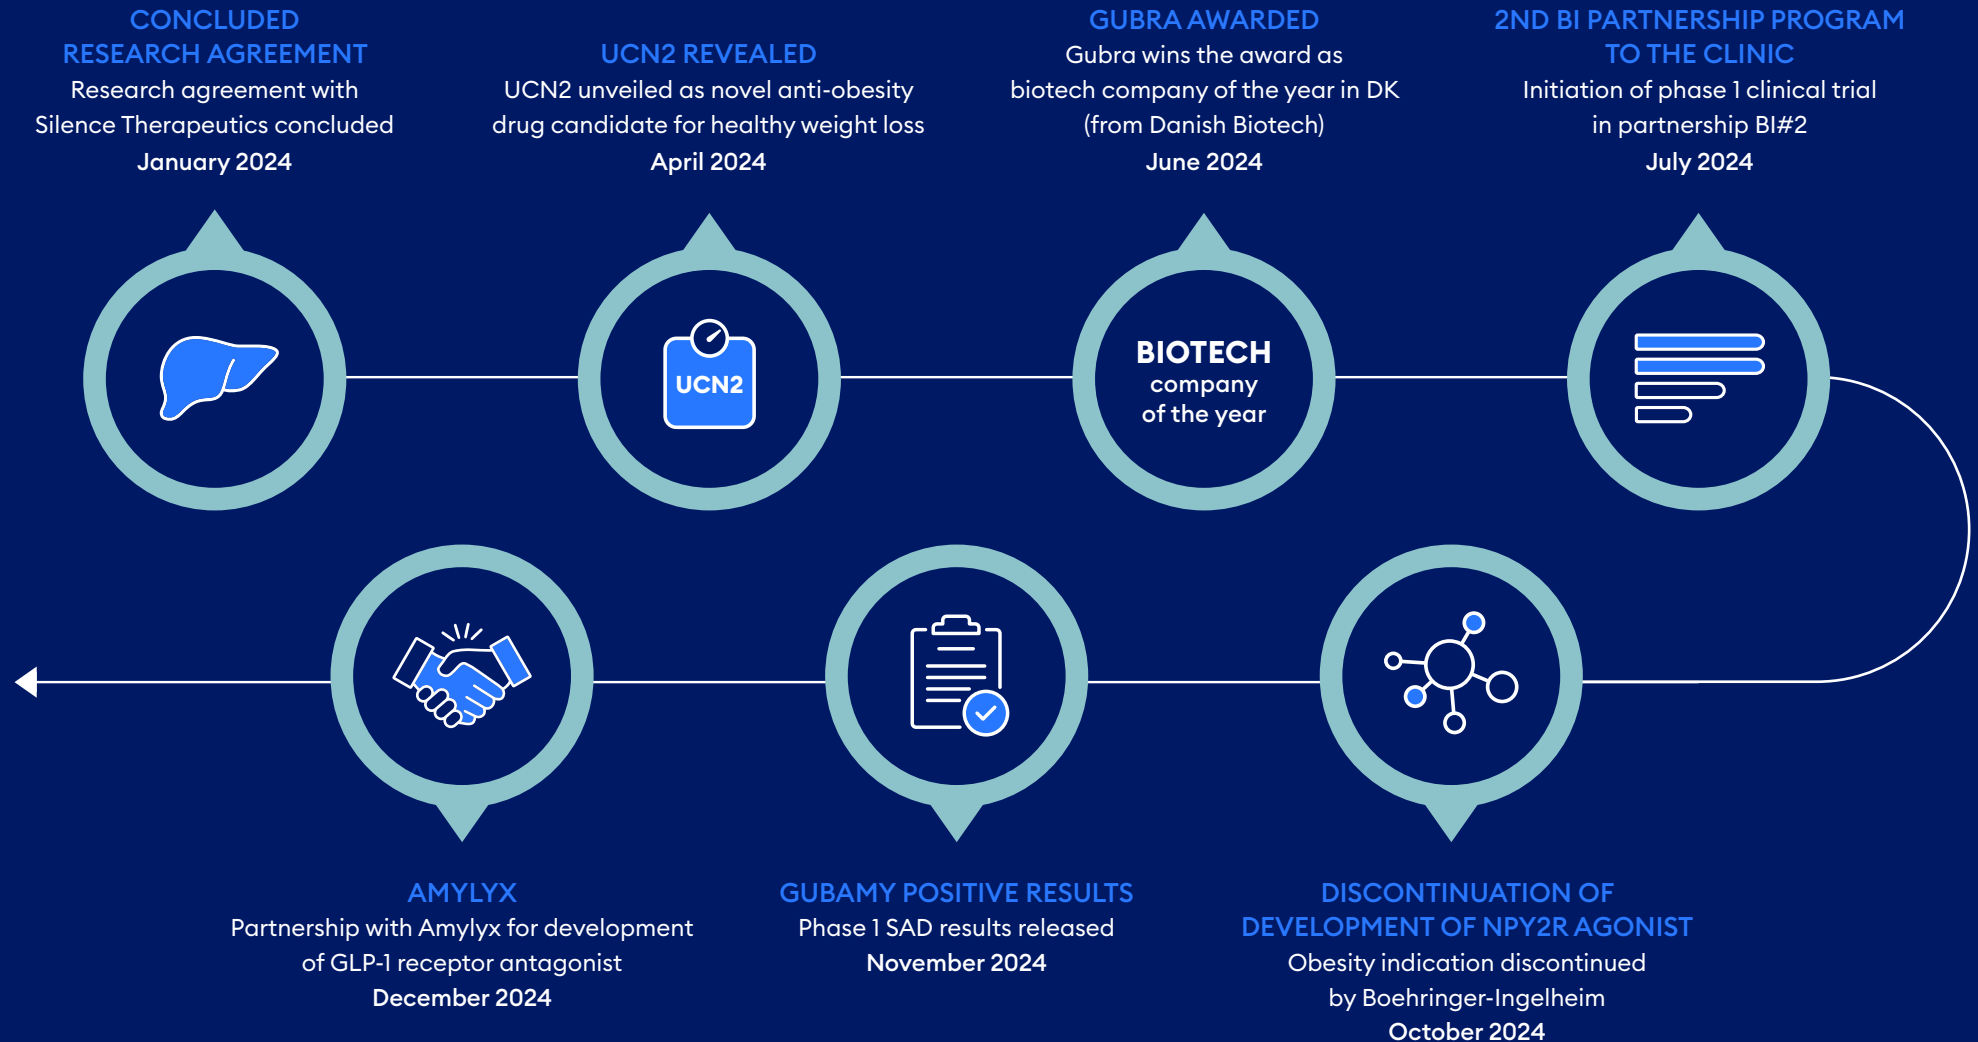 CONCLUDED
RESEARCH AGREEMENT
Research agreement with
Silence Therapeutics concluded
January 2024
UCN2 REVEALED
UCN2 unveiled as novel anti-obesity
drug candidate for healthy weight loss
April 2024
GUBRA AWARDED
Gubra wins the award as
biotech company of the year in DK
(from Danish Biotech)
June 2024
2ND BI PARTNERSHIP PROGRAM
TO THE CLINIC
Initiation of phase 1 clinical trial
in partnership BI#2
July 2024
UCN2
BIOTECH
company
of the year
AMYLYX
Partnership with Amylyx for development
of GLP-1 receptor antagonist
December 2024
GUBAMY POSITIVE RESULTS
Phase 1 SAD results released
November 2024
DISCONTINUATION OF
DEVELOPMENT OF NPY2R AGONIST
Obesity indication discontinued
by Boehringer-Ingelheim
October 2024